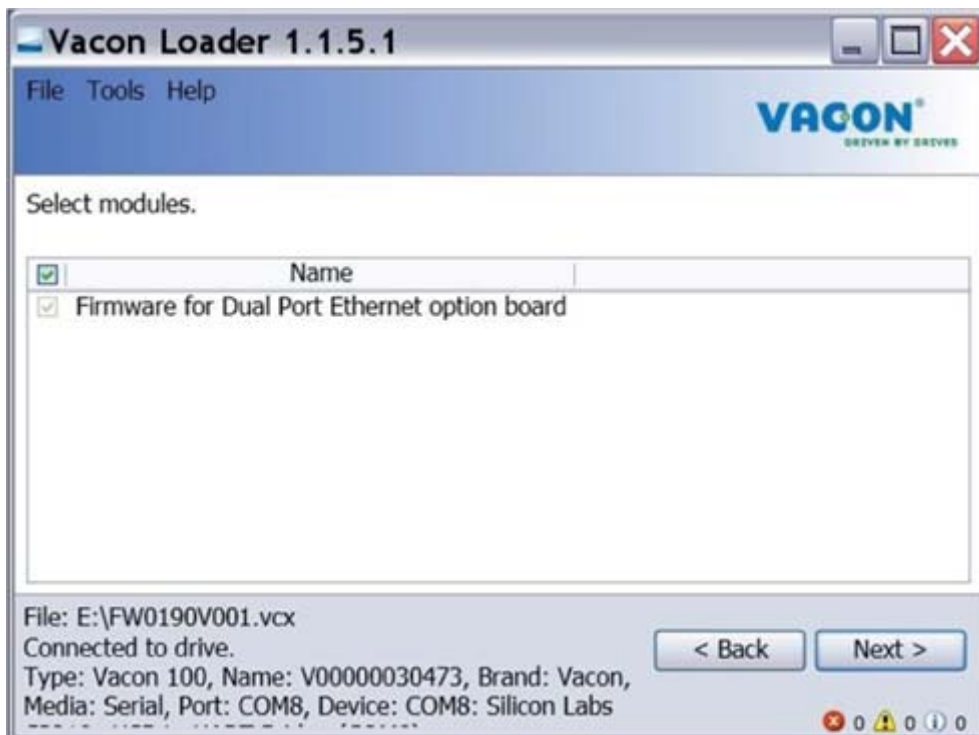 Vacon Loader 1.1.5.1
File Tools Help
VACON®
DRIVEN BY DRIVES
Select modules.
Name
Firmware for Dual Port Ethernet option board
File: E:\FW0190V001.vcx
Connected to drive.
Type: Vacon 100, Name: V00000030473, Brand: Vacon,
Media: Serial, Port: COM8, Device: COM8: Silicon Labs
< Back
Next >
0 0 0